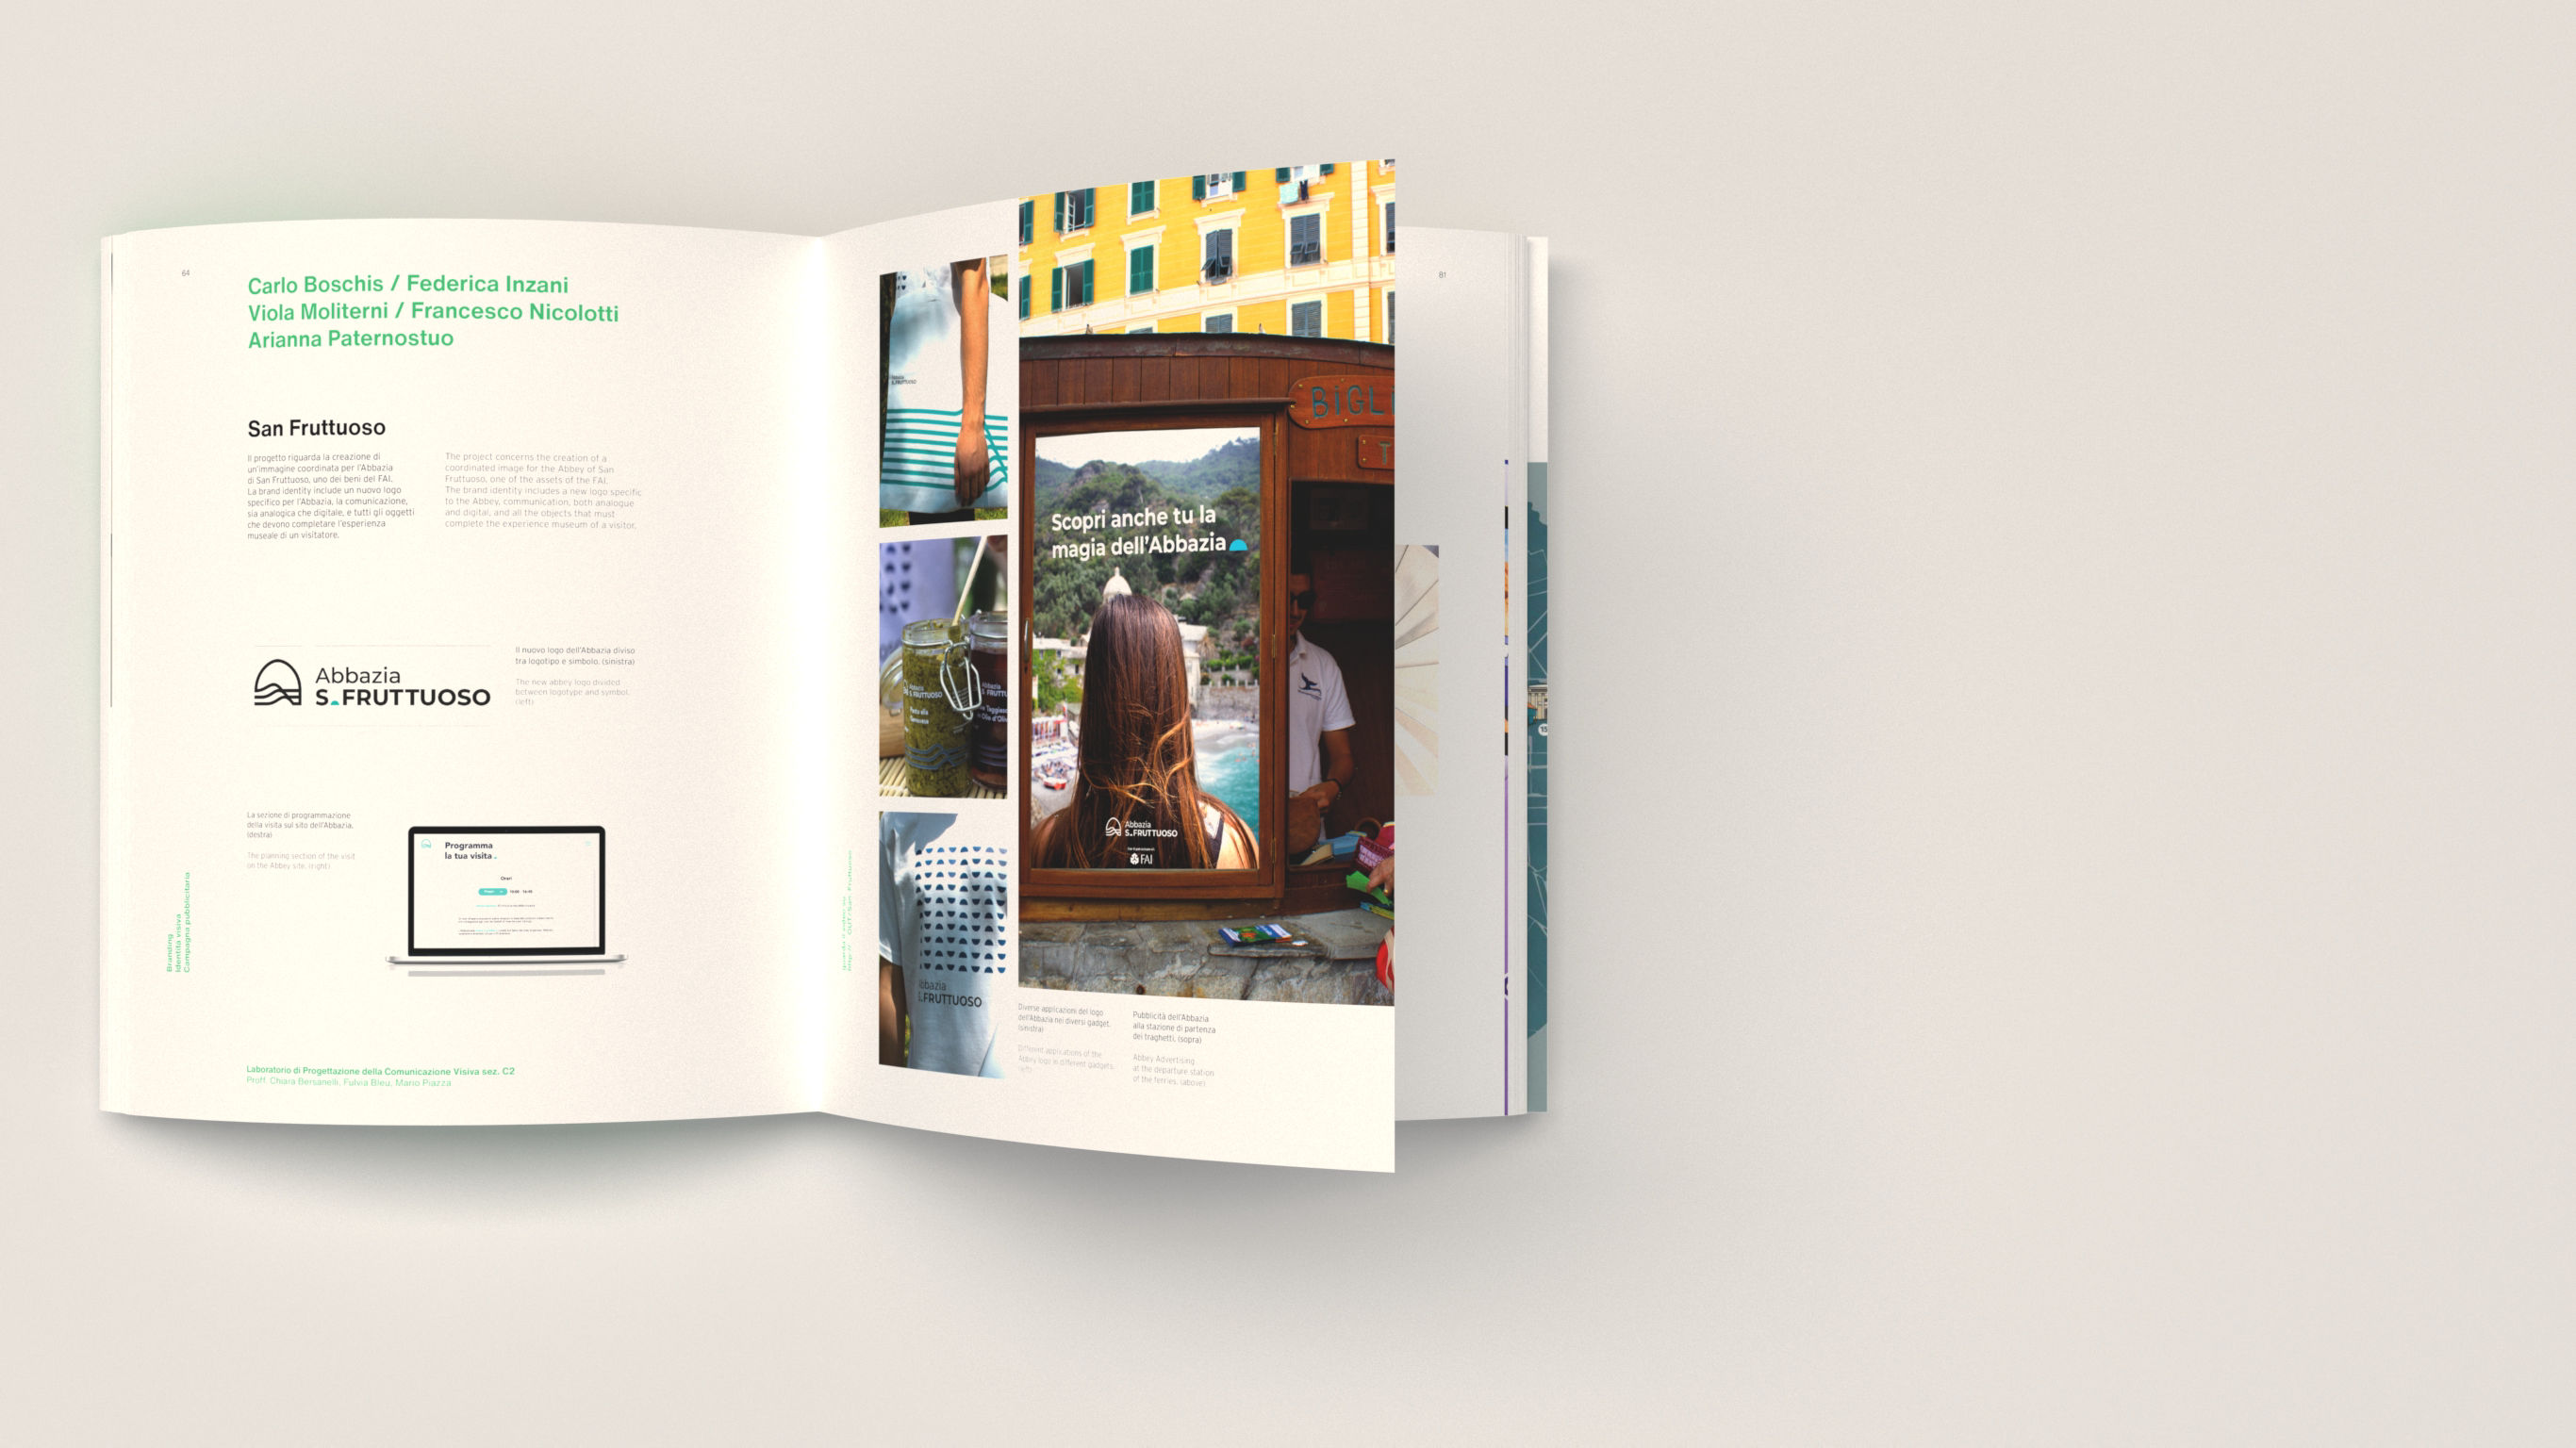 64
Carlo Boschis / Federica Inzani
Viola Moliterni / Francesco Nicolotti
Arianna Paternostuo
San Fruttuoso
Il progetto riguarda la creazione di
un'immagine coordinata per l'Abbazia
di San Fruttuoso, uno dei beni del FAI.
La brand identity include un nuovo logo
specifico per l'Abbazia, la comunicazione,
sia analogica che digitale, e tutti gli oggetti
che devono completare l'esperienza
museale di un visitatore.
The project concerns the creation of a
coordinated image for the Abbey of San
Fruttuoso, one of the assets of the FAI.
The brand identity includes a new logo specific
to the Abbey, communication, both analogue
and digital, and all the objects that must
complete the experience museum of a visitor.
Abbazia
S.FRUTTUOSO
Il nuovo logo dell'Abbazia diviso
tra logotipo e simbolo. (sinistra)
The new abbey logo divided
between logotype and symbol.
(left)
La sezione di programmazione
della visita sul sito dell'Abbazia.
(destra)
The planning section of the visit
on the Abbey site. (right)
Programma
la tua visita.
Orari
Branding
Identità visiva
Campagna pubblicitaria
Laboratorio di Progettazione della Comunicazione Visiva sez. C2
Proff. Chiara Bersanelli, Fulvia Bleu, Mario Piazza
S.FRUTTUOSO
Abbazia
S.FRUTTUOSO
BIGLI
T
Scopri anche tu la
magia dell'Abbazia
Abbazia
S.FRUTTUOSO
FAI
bbazia
S.FRUTTUOSO
Diverse applicazioni del logo
dell'Abbazia nei diversi gadget.
(sinistra)
Different applications of the
Abbey logo in different gadgets.
(left)
Pubblicità dell'Abbazia
alla stazione di partenza
dei traghetti. (sopra)
Abbey Advertising
at the departure station
of the ferries. (above)
81